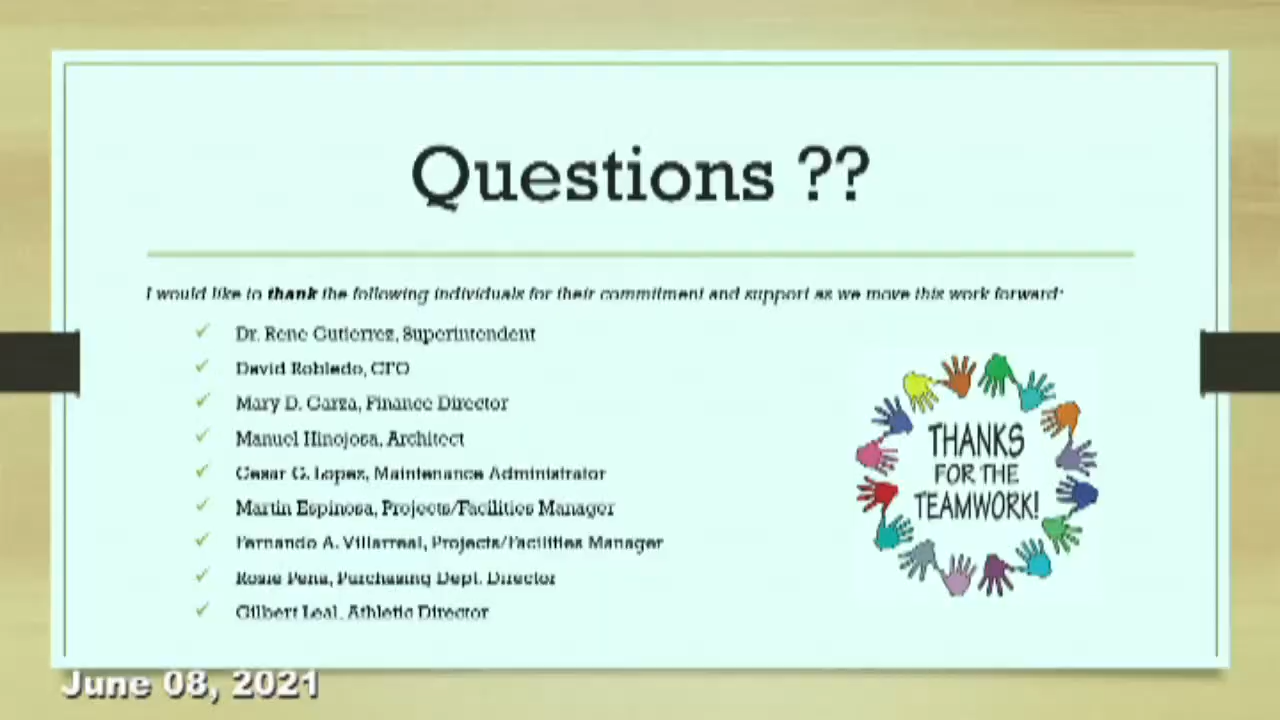 Questions ??
I would like to thank the following individuals for their commitment and support as we move this work forward:
Dr. Rene Gutierrez, Superintendent
David Robledo, CFO
Mary D. Garza, Finance Director
Manuel Hinojosa, Architect
Cesar G. Lopez, Maintenance Administrator
Martin Espinosa, Projects/Facilities Manager
Fernando A. Villarreal, Projects/Facilities Manager
Rosie Pena, Purchasing Dept. Director
Gilbert Leal, Athletic Director
THANKS
FOR THE
TEAMWORK!
June 08, 2021